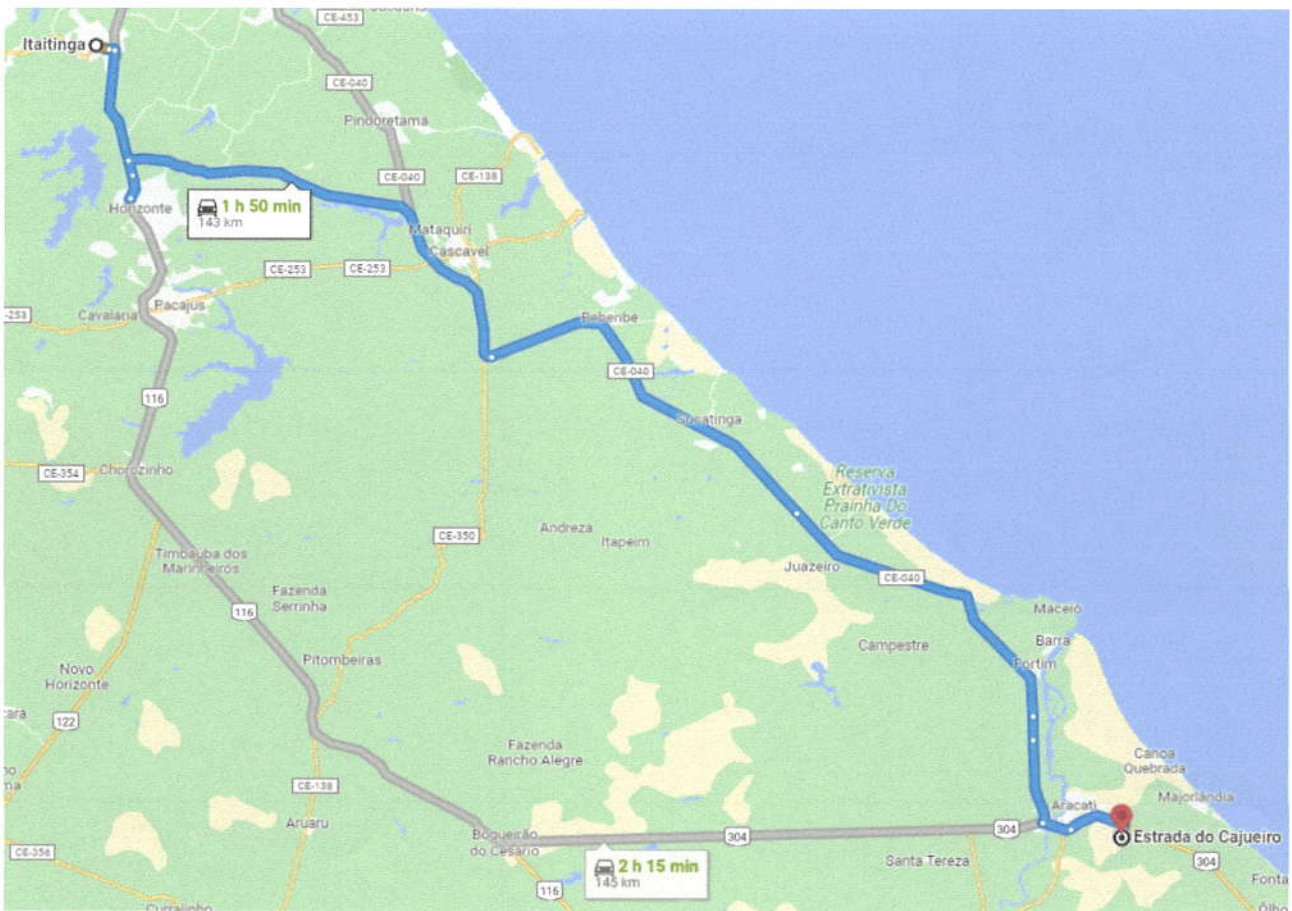 CE-453
Itaitinga
CE-040
Pindoretama
CE-040
CE-138
1 h 50 min
143 km
Horizonte
Mataquiri
Cascavel
CE-253
CE-253
Pacajus
Cavalaria
-253
Beberibe
CE-040
116
Sucatinga
Chorozinho
CE-354
Reserva
Extrativista
Prainha Do
Canto Verde
Andreza
Itapeim
CE-350
Timbaúba dos
Marinheiros
Juazeiro
CE-040
Fazenda
Serrinha
116
Maceió
Barra
Campestre
Fortim
Pitombeiras
Novo
Horizonte
122
Fazenda
Rancho Alegre
Canoa
Quebrada
CE-138
Majorlândia
Aracati
Aruaru
Boqueirão
do Cesário
304
304
Estrada do Cajueiro
304
CE-356
2 h 15 min
145 km
Santa Tereza
116
Fonta
Curralinho
Ôlho